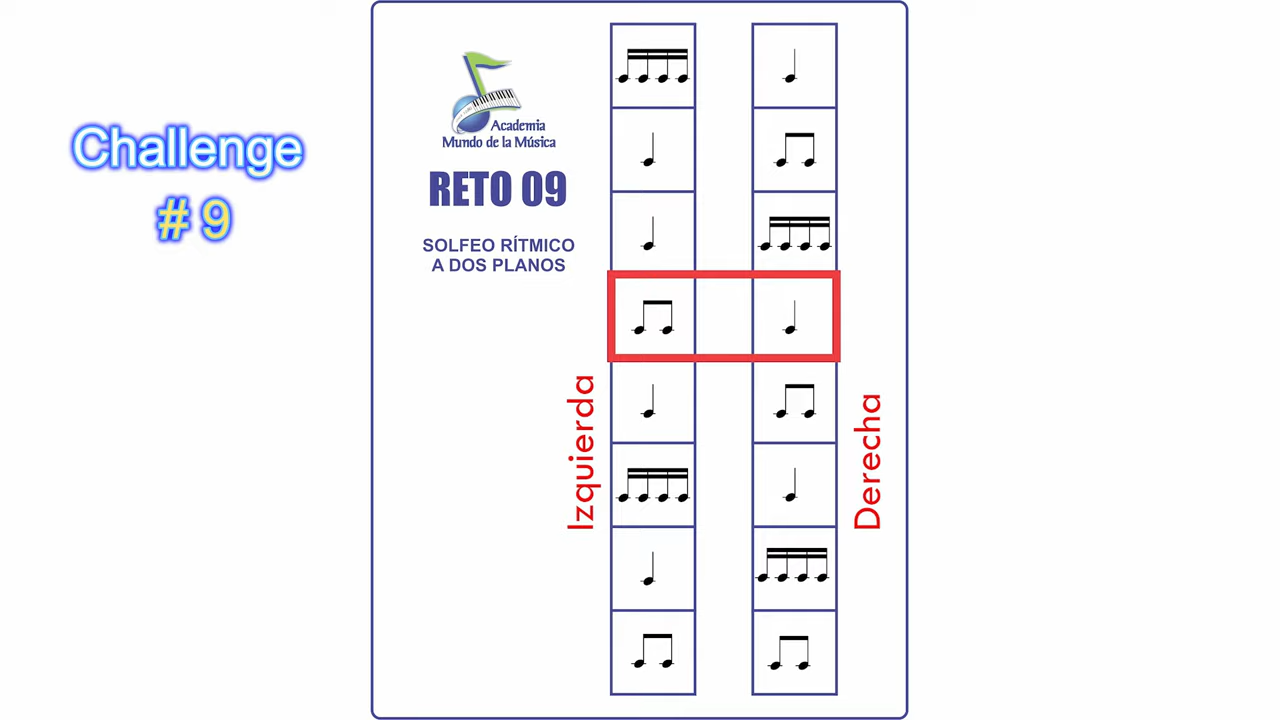 Challenge
# 9
Academia
Mundo de la Música
RETO 09
SOLFEO RÍTMICO
A DOS PLANOS
Izquierda
Derecha